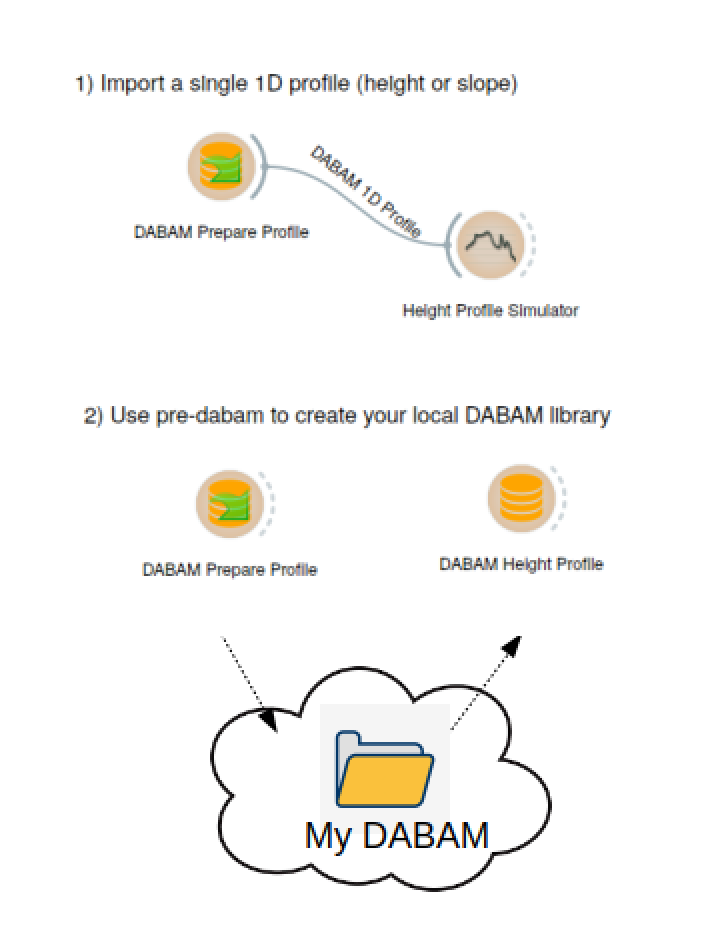 1) Import a single 1D profile (height or slope)
DABAM 1D Profile
DABAM Prepare Profile
Height Profile Simulator
2) Use pre-dabam to create your local DABAM library
DABAM Prepare Profile
DABAM Height Profile
My DABAM